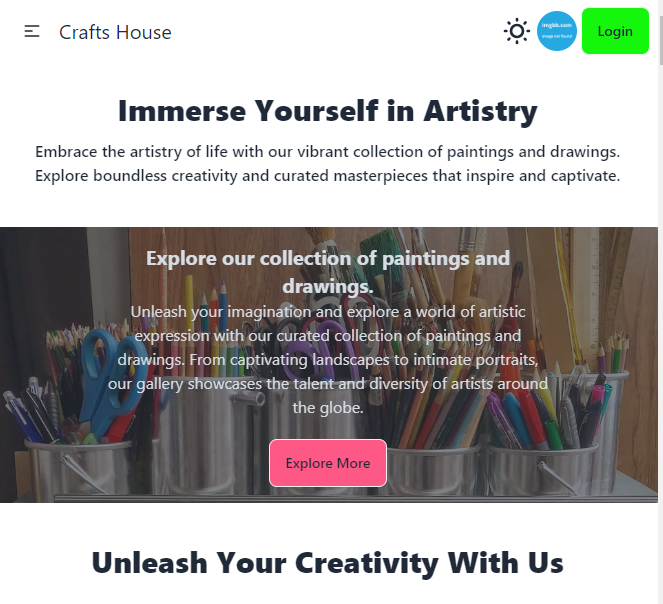 Crafts House
imgbb.com
image not found
Login
Immerse Yourself in Artistry
Embrace the artistry of life with our vibrant collection of paintings and drawings.
Explore boundless creativity and curated masterpieces that inspire and captivate.
Explore our collection of paintings and
drawings.
Unleash your imagination and explore a world of artistic
expression with our curated collection of paintings and
drawings. From captivating landscapes to intimate portraits,
our gallery showcases the talent and diversity of artists around
the globe.
Explore More
Unleash Your Creativity With Us